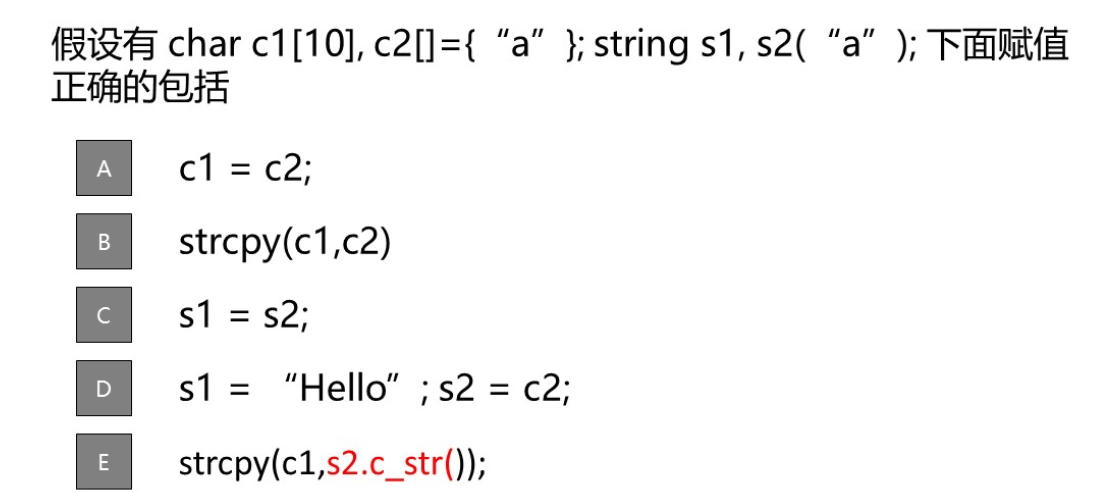 假设有 char c1[10], c2[]={“a”}; string s1, s2(“a”); 下面赋值
正确的包括
A c1 = c2;
B strcpy(c1,c2)
C s1 = s2;
D s1 = “Hello”; s2 = c2;
E strcpy(c1,s2.c_str());